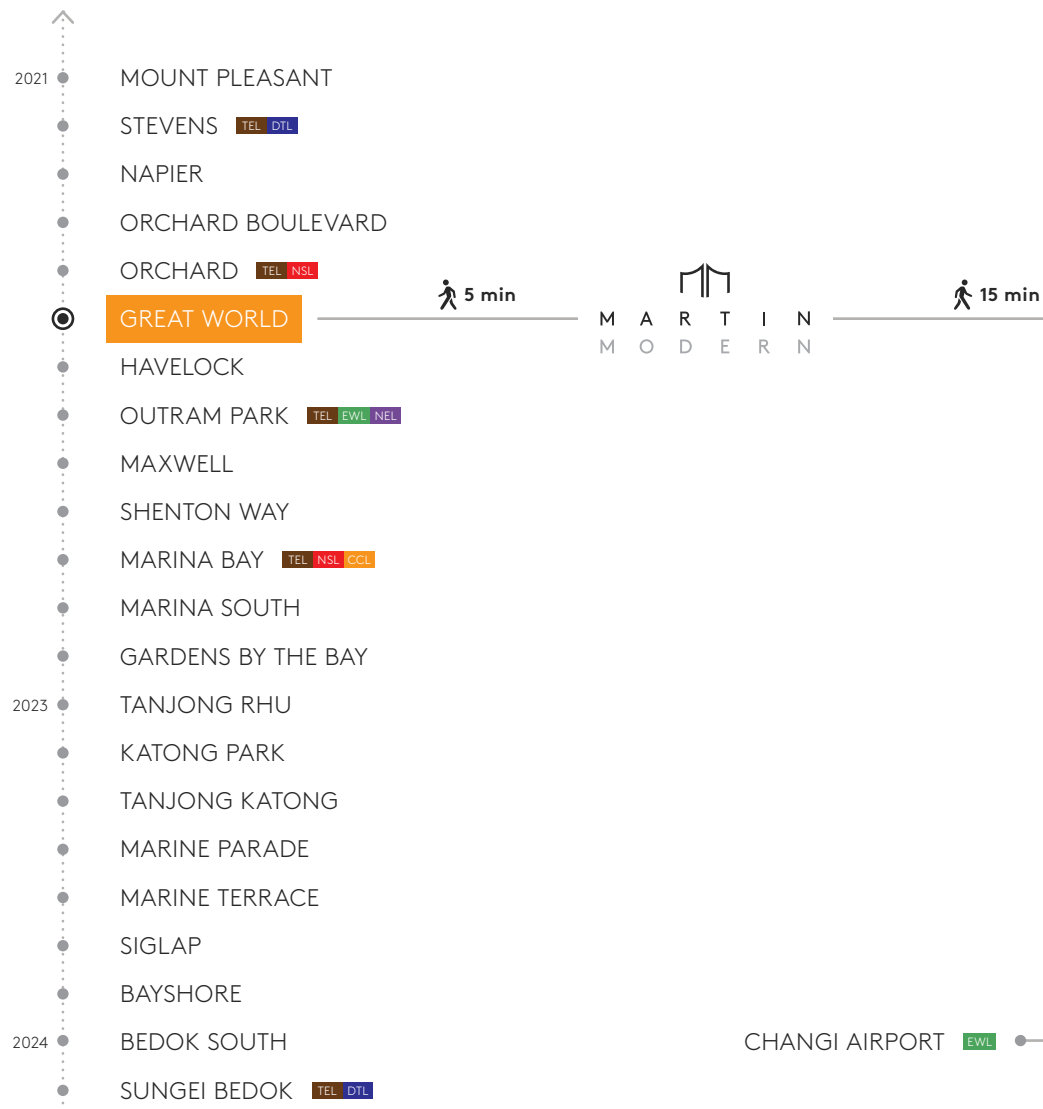 2021 MOUNT PLEASANT
STEVENS TEL DTL
NAPIER
ORCHARD BOULEVARD
ORCHARD TEL NSL
GREAT WORLD 5 min MARTIN 15 min
MODERN
HAVELOCK
OUTRAM PARK TEL EWL NEL
MAXWELL
SHENTON WAY
MARINA BAY TEL NSL CCL
MARINA SOUTH
GARDENS BY THE BAY
2023 TANJONG RHU
KATONG PARK
TANJONG KATONG
MARINE PARADE
MARINE TERRACE
SIGLAP
BAYSHORE
2024 BEDOK SOUTH CHANGI AIRPORT EWL
SUNGEI BEDOK TEL DTL